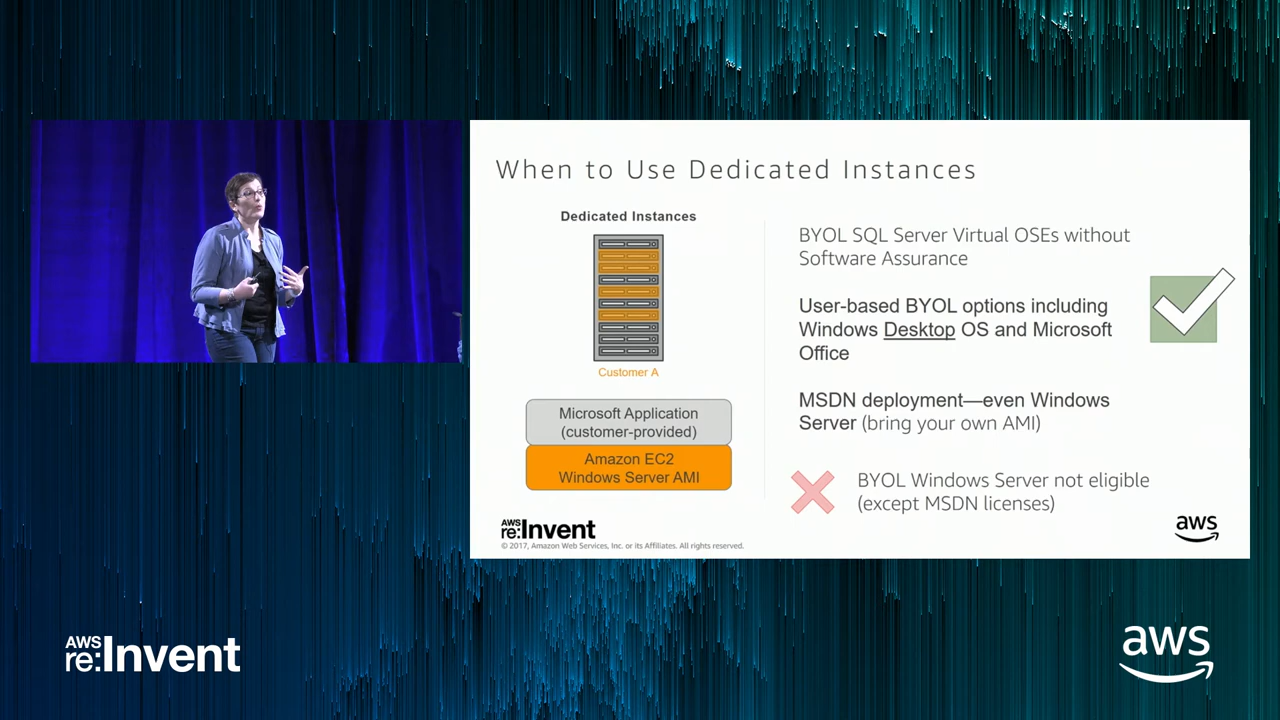 When to Use Dedicated Instances
Dedicated Instances
Customer A
Microsoft Application
(customer-provided)
Amazon EC2
Windows Server AMI
BYOL SQL Server Virtual OSEs without
Software Assurance
User-based BYOL options including
Windows Desktop OS and Microsoft
Office
MSDN deployment—even Windows
Server (bring your own AMI)
BYOL Windows Server not eligible
(except MSDN licenses)
AWS
re:Invent
© 2017, Amazon Web Services, Inc. or its Affiliates. All rights reserved.
aws
AWS
re:Invent
aws